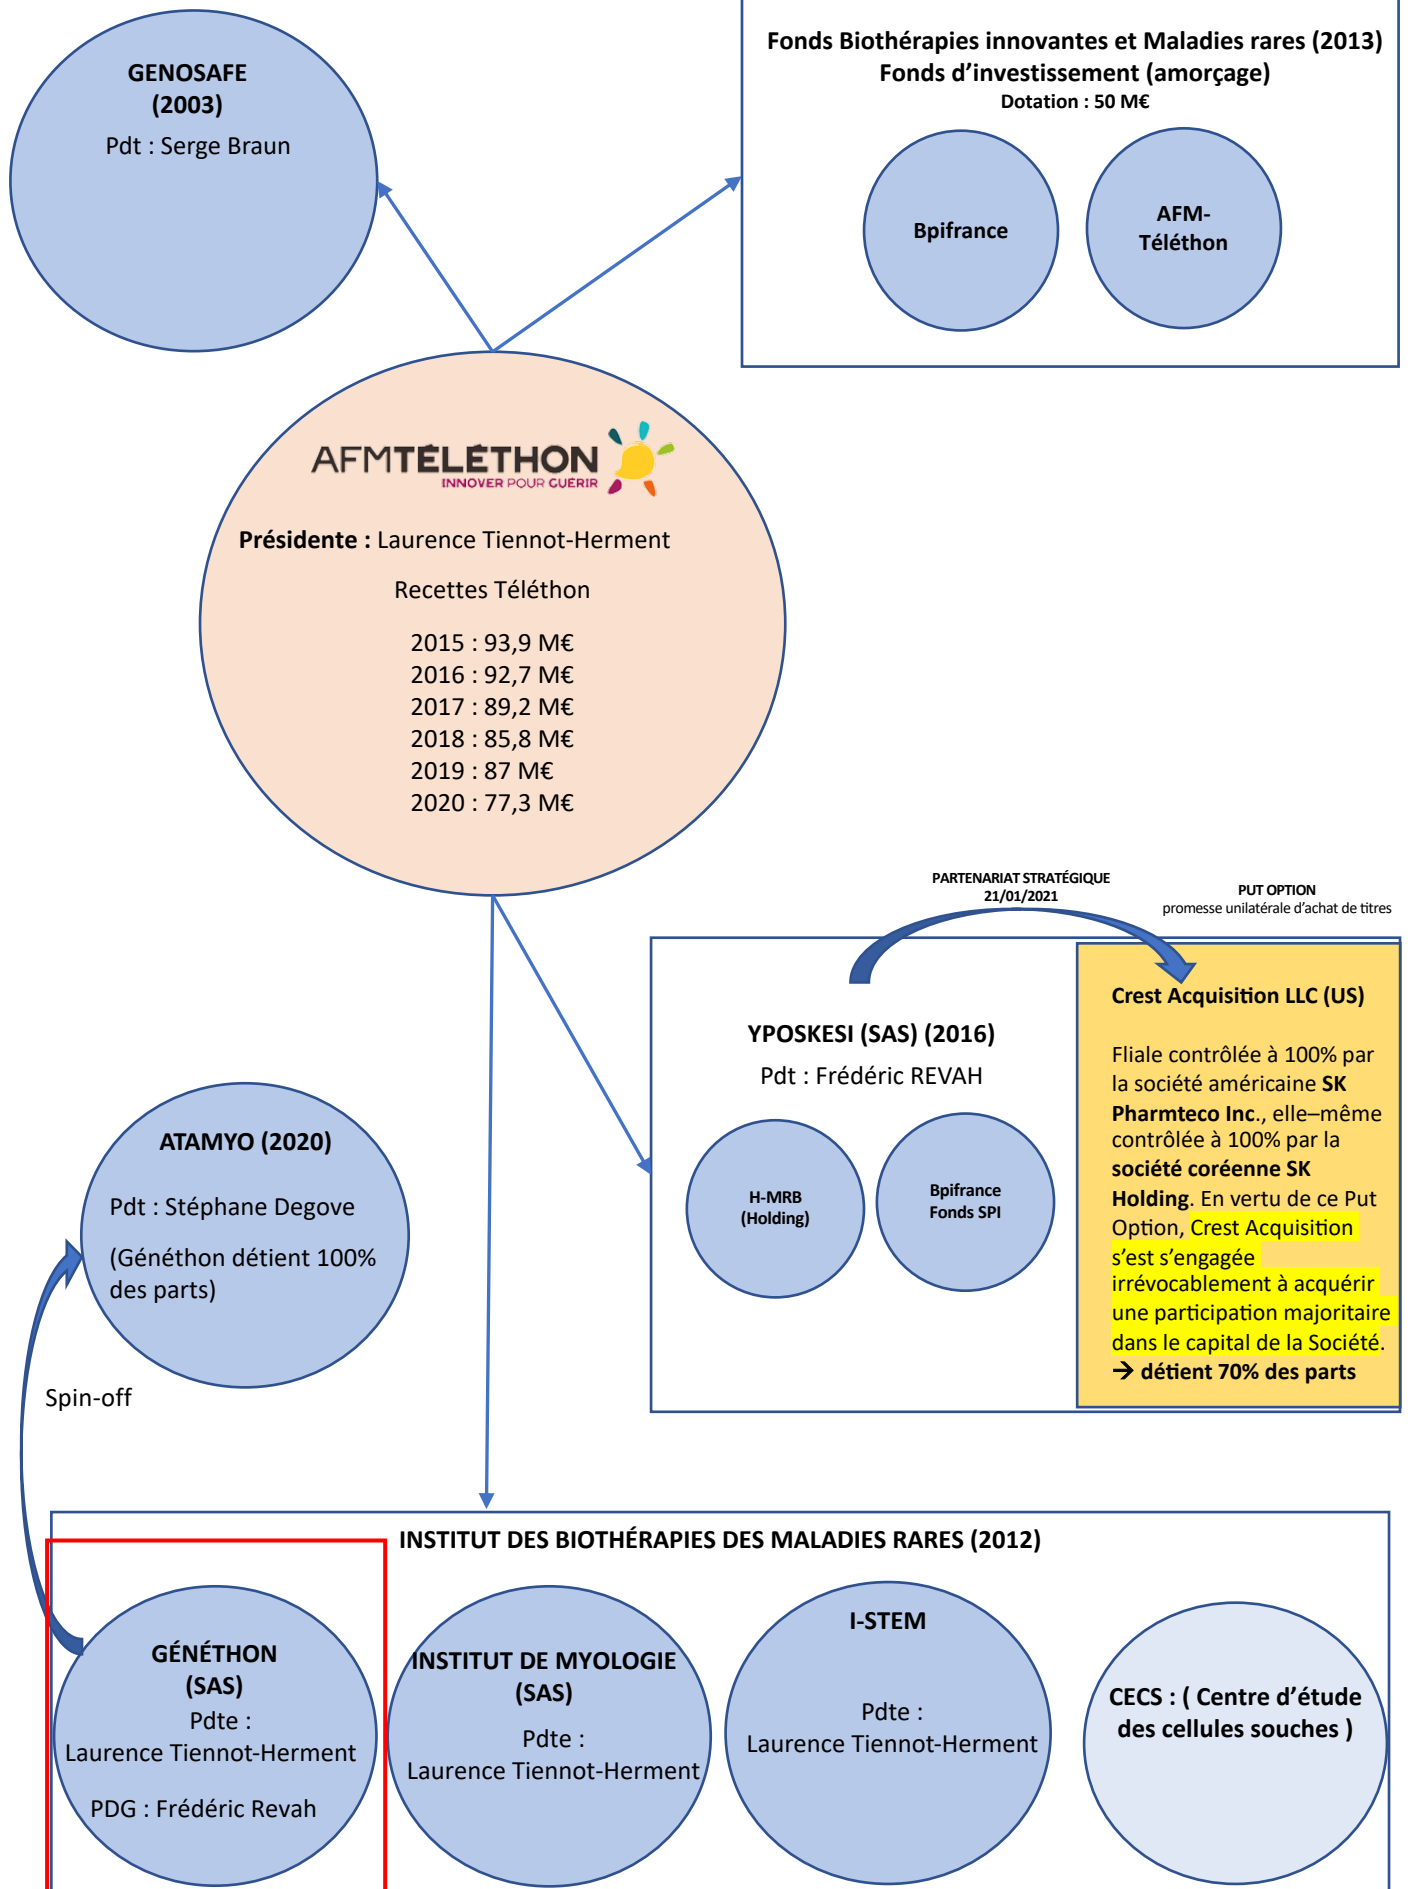 GENOSAFE
(2003)
Pdt : Serge Braun
Fonds Biothérapies innovantes et Maladies rares (2013)
Fonds d’investissement (amorçage)
Dotation : 50 M€
Bpifrance
AFM-
Téléthon
AFMTÉLÉTHON
INNOVER POUR GUÉRIR
Présidente : Laurence Tiennot-Herment
Recettes Téléthon
2015 : 93,9 M€
2016 : 92,7 M€
2017 : 89,2 M€
2018 : 85,8 M€
2019 : 87 M€
2020 : 77,3 M€
PARTENARIAT STRATÉGIQUE
21/01/2021
PUT OPTION
promesse unilatérale d’achat de titres
YPOSKESI (SAS) (2016)
Pdt : Frédéric REVAH
H-MRB
(Holding)
Bpifrance
Fonds SPI
Crest Acquisition LLC (US)
Fliale contrôlée à 100% par
la société américaine SK
Pharmteco Inc., elle–même
contrôlée à 100% par la
société coréenne SK
Holding. En vertu de ce Put
Option, Crest Acquisition
s’est s’engagée
irrévocablement à acquérir
une participation majoritaire
dans le capital de la Société.
→ détient 70% des parts
ATAMYO (2020)
Pdt : Stéphane Degove
(Généthon détient 100%
des parts)
Spin-off
INSTITUT DES BIOTHÉRAPIES DES MALADIES RARES (2012)
GÉNÉTHON
(SAS)
Pdte :
Laurence Tiennot-Herment
PDG : Frédéric Revah
INSTITUT DE MYOLOGIE
(SAS)
Pdte :
Laurence Tiennot-Herment
I-STEM
Pdte :
Laurence Tiennot-Herment
CECS : ( Centre d’étude
des cellules souches )